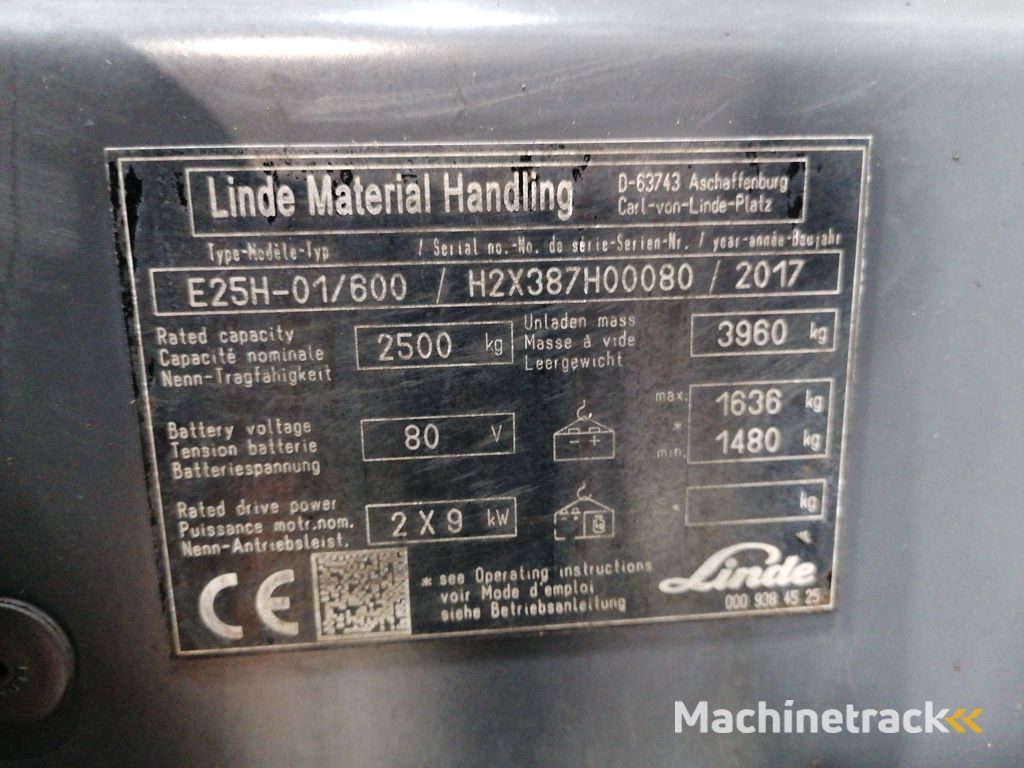 Linde Material Handling
D-63743 Aschaffenburg
Carl-von-Linde-Platz
Type-Modèle-Typ / Serial no.-No. de série-Serien-Nr. / year-année-Baujahr
E25H-01/600 / H2X387H00080 / 2017
Rated capacity
Capacité nominale
Nenn-Tragfähigkeit
2500 kg
Unladen mass
Masse à vide
Leergewicht
3960 kg
Battery voltage
Tension batterie
Batteriespannung
80 V
- +
max. 1636 kg
*
min. 1480 kg
Rated drive power
Puissance motr.nom.
Nenn-Antriebsleist.
2 X 9 kW
* kg
CE
* see Operating instructions
voir Mode d'emploi
siehe Betriebsanleitung
Linde
000 938 45 25
Machinetrack